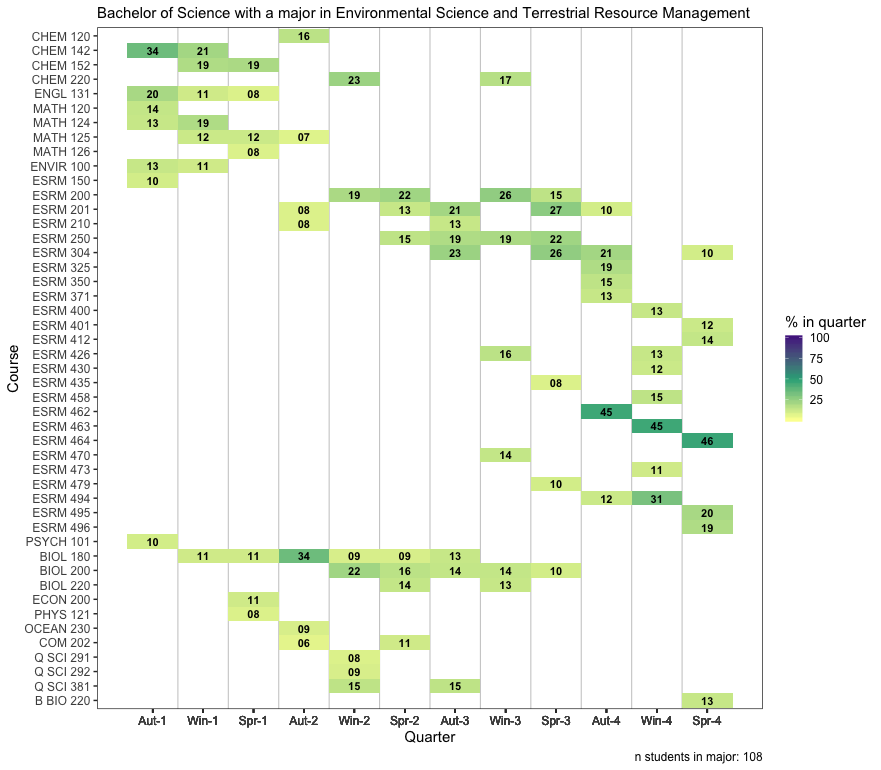 Bachelor of Science with a major in Environmental Science and Terrestrial Resource Management
CHEM 120 16
CHEM 142 34 21
CHEM 152 19 19
CHEM 220 23 17
ENGL 131 20 11 08
MATH 120 14
MATH 124 13 19
MATH 125 12 12 07
MATH 126 08
ENVIR 100 13 11
ESRM 150 10
ESRM 200 19 22 26 15
ESRM 201 08 13 21 27 10
ESRM 210 08 13
ESRM 250 15 19 19 22
ESRM 304 23 26 21 10
ESRM 325 19
ESRM 350 15
ESRM 371 13
ESRM 400 13
ESRM 401 12
ESRM 412 14
ESRM 426 16 13
ESRM 430 12
ESRM 435 08
ESRM 458 15
ESRM 462 45
ESRM 463 45
ESRM 464 46
ESRM 470 14
ESRM 473 11
ESRM 479 10
ESRM 494 12 31
ESRM 495 20
ESRM 496 19
PSYCH 101 10
BIOL 180 11 11 34 09 09 13
BIOL 200 22 16 14 14 10
BIOL 220 14 13
ECON 200 11
PHYS 121 08
OCEAN 230 09
COM 202 06 11
Q SCI 291 08
Q SCI 292 09
Q SCI 381 15 15
B BIO 220 13
Aut-1 Win-1 Spr-1 Aut-2 Win-2 Spr-2 Aut-3 Win-3 Spr-3 Aut-4 Win-4 Spr-4
Quarter
Course
% in quarter
100
75
50
25
n students in major: 108